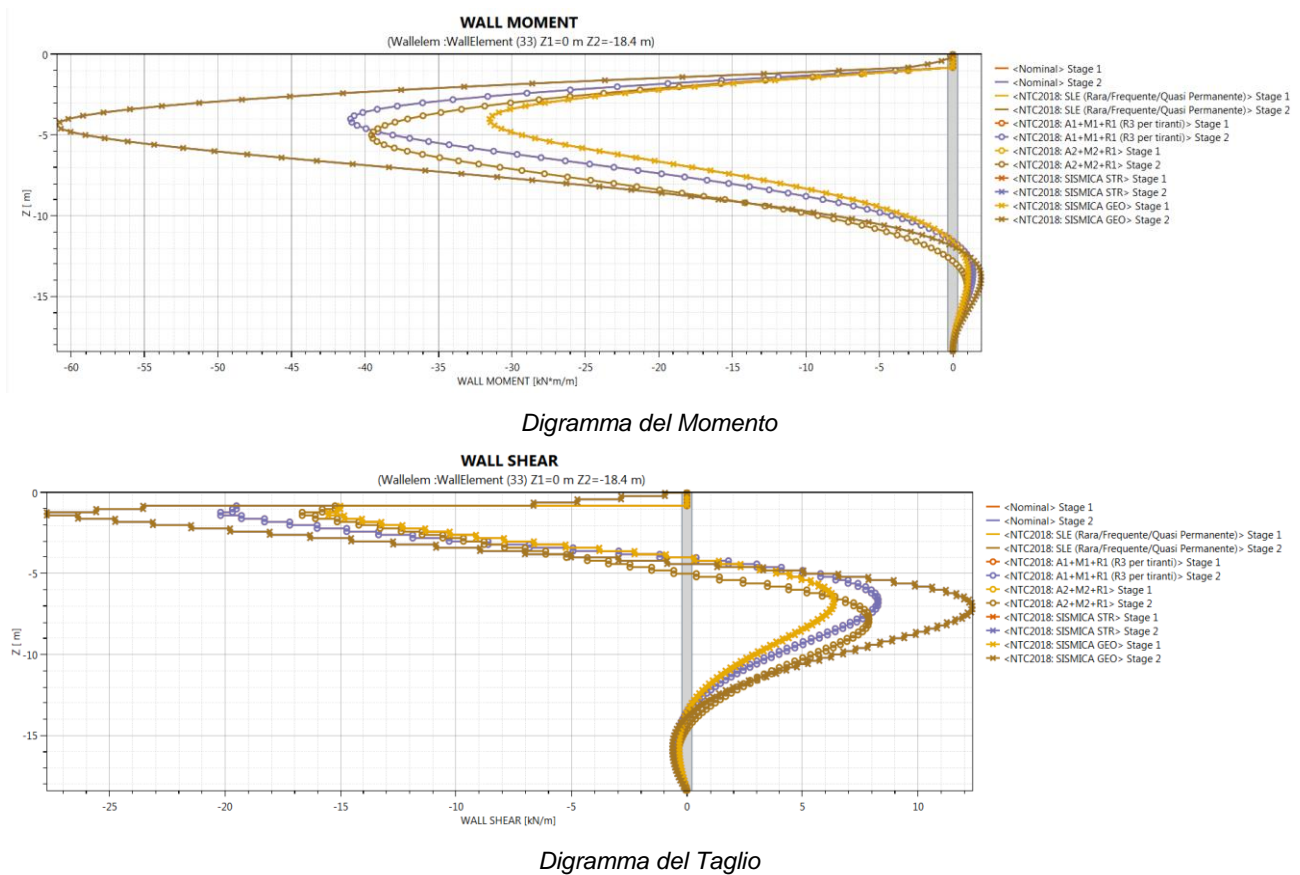 WALL MOMENT
(Wallelem :WallElement (33) Z1=0 m Z2=-18.4 m)
Z [ m]
0
-5
-10
-15
-60 -55 -50 -45 -40 -35 -30 -25 -20 -15 -10 -5 0
WALL MOMENT [kN*m/m]
<Nominal> Stage 1
<Nominal> Stage 2
<NTC2018: SLE (Rara/Frequente/Quasi Permanente)> Stage 1
<NTC2018: SLE (Rara/Frequente/Quasi Permanente)> Stage 2
<NTC2018: A1+M1+R1 (R3 per tiranti)> Stage 1
<NTC2018: A1+M1+R1 (R3 per tiranti)> Stage 2
<NTC2018: A2+M2+R1> Stage 1
<NTC2018: A2+M2+R1> Stage 2
<NTC2018: SISMICA STR> Stage 1
<NTC2018: SISMICA STR> Stage 2
<NTC2018: SISMICA GEO> Stage 1
<NTC2018: SISMICA GEO> Stage 2
Digramma del Momento
WALL SHEAR
(Wallelem :WallElement (33) Z1=0 m Z2=-18.4 m)
Z [ m]
0
-5
-10
-15
-25 -20 -15 -10 -5 0 5 10
WALL SHEAR [kN/m]
<Nominal> Stage 1
<Nominal> Stage 2
<NTC2018: SLE (Rara/Frequente/Quasi Permanente)> Stage 1
<NTC2018: SLE (Rara/Frequente/Quasi Permanente)> Stage 2
<NTC2018: A1+M1+R1 (R3 per tiranti)> Stage 1
<NTC2018: A1+M1+R1 (R3 per tiranti)> Stage 2
<NTC2018: A2+M2+R1> Stage 1
<NTC2018: A2+M2+R1> Stage 2
<NTC2018: SISMICA STR> Stage 1
<NTC2018: SISMICA STR> Stage 2
<NTC2018: SISMICA GEO> Stage 1
<NTC2018: SISMICA GEO> Stage 2
Digramma del Taglio